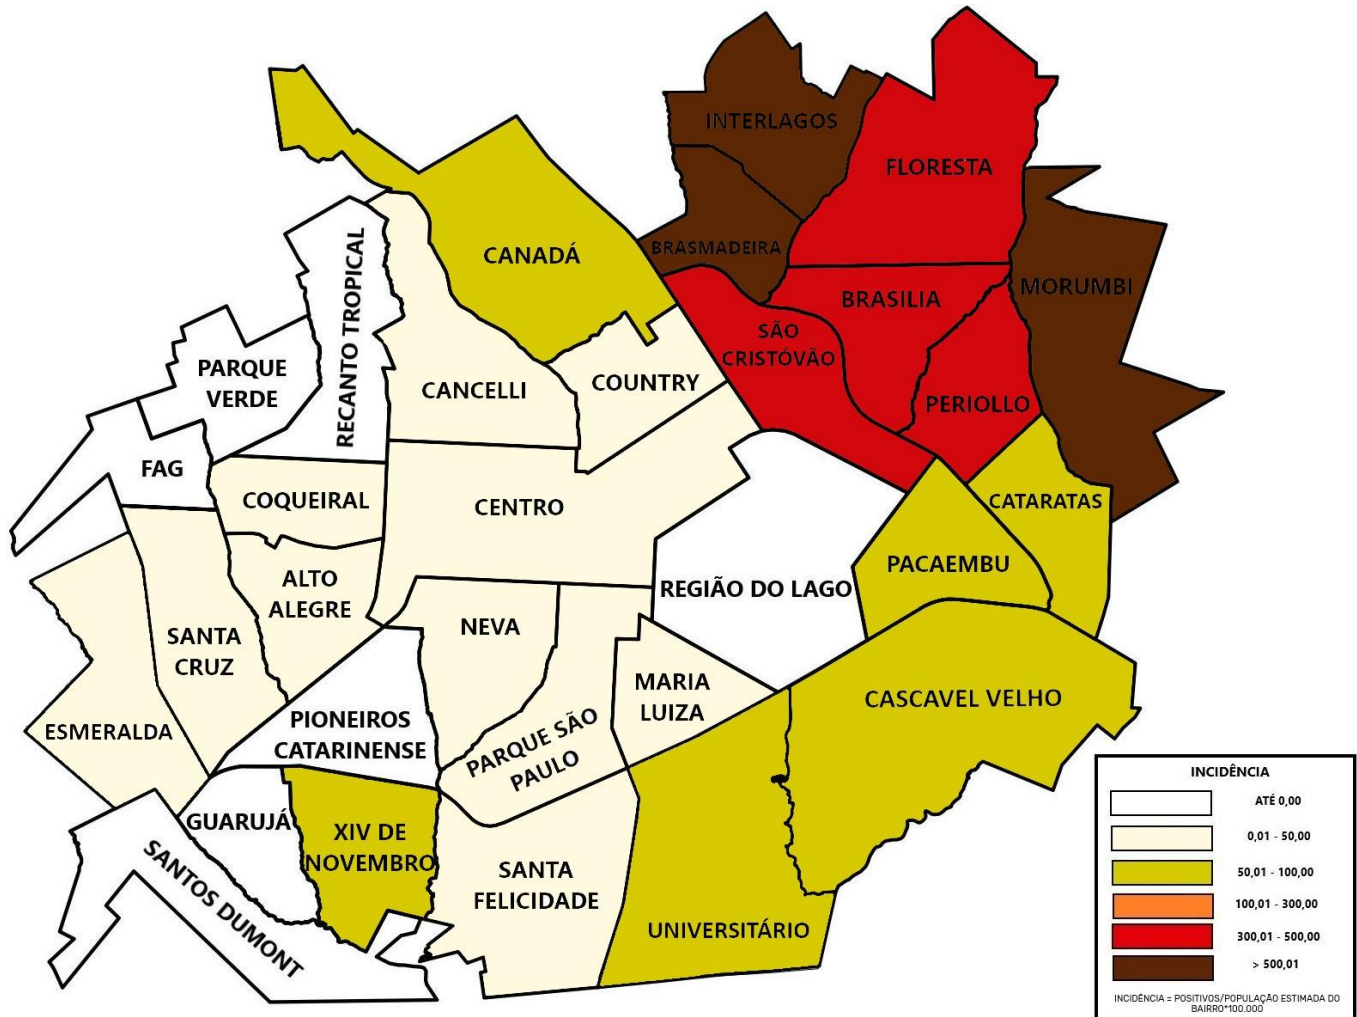 INTERLAGOS
FLORESTA
BRASMADEIRA
CANADÁ
MORUMBI
BRASILIA
SÃO
CRISTÓVÃO
RECANTO TROPICAL
PARQUE
VERDE
CANCELLI
COUNTRY
PERIOLLO
FAG
COQUEIRAL
CENTRO
CATARATAS
PACAEMBU
ALTO
ALEGRE
REGIÃO DO LAGO
SANTA
CRUZ
NEVA
MARIA
LUIZA
CASCAVEL VELHO
ESMERALDA
PIONEIROS
CATARINENSE
PARQUE SÃO
PAULO
GUARUJÁ
XIV DE
NOVEMBRO
SANTA
FELICIDADE
SANTOS DUMONT
UNIVERSITÁRIO
INCIDÊNCIA
ATÉ 0,00
0,01 - 50,00
50,01 - 100,00
100,01 - 300,00
300,01 - 500,00
> 500,01
INCIDÊNCIA = POSITIVOS/POPULAÇÃO ESTIMADA DO
BAIRRO*100.000